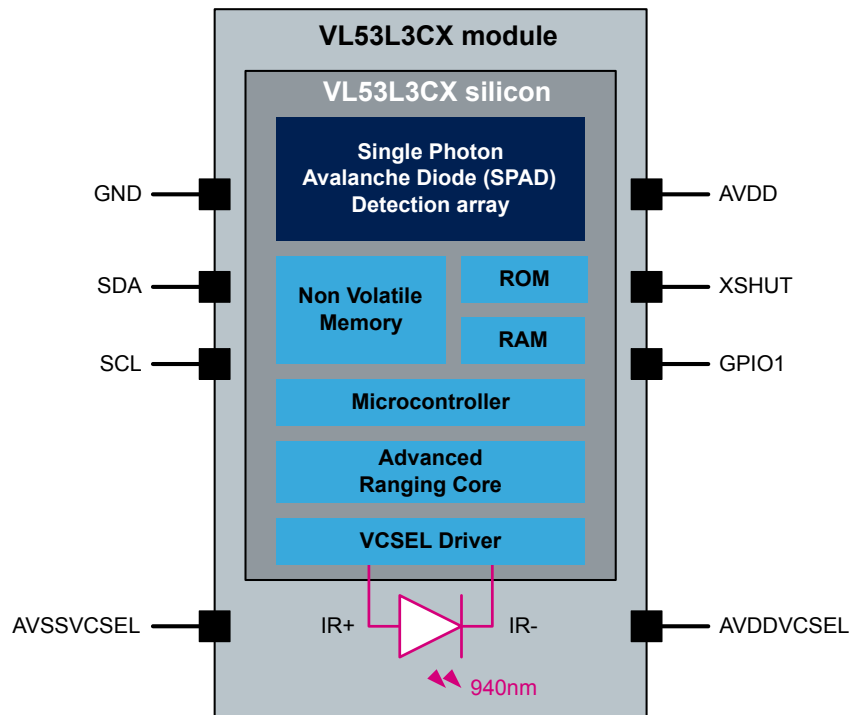 VL53L3CX module
VL53L3CX silicon
Single Photon
Avalanche Diode (SPAD)
Detection array
GND
AVDD
SDA
Non Volatile
Memory
ROM
XSHUT
RAM
SCL
GPIO1
Microcontroller
Advanced
Ranging Core
VCSEL Driver
AVSSVCSEL
IR+
IR-
AVDDVCSEL
940nm